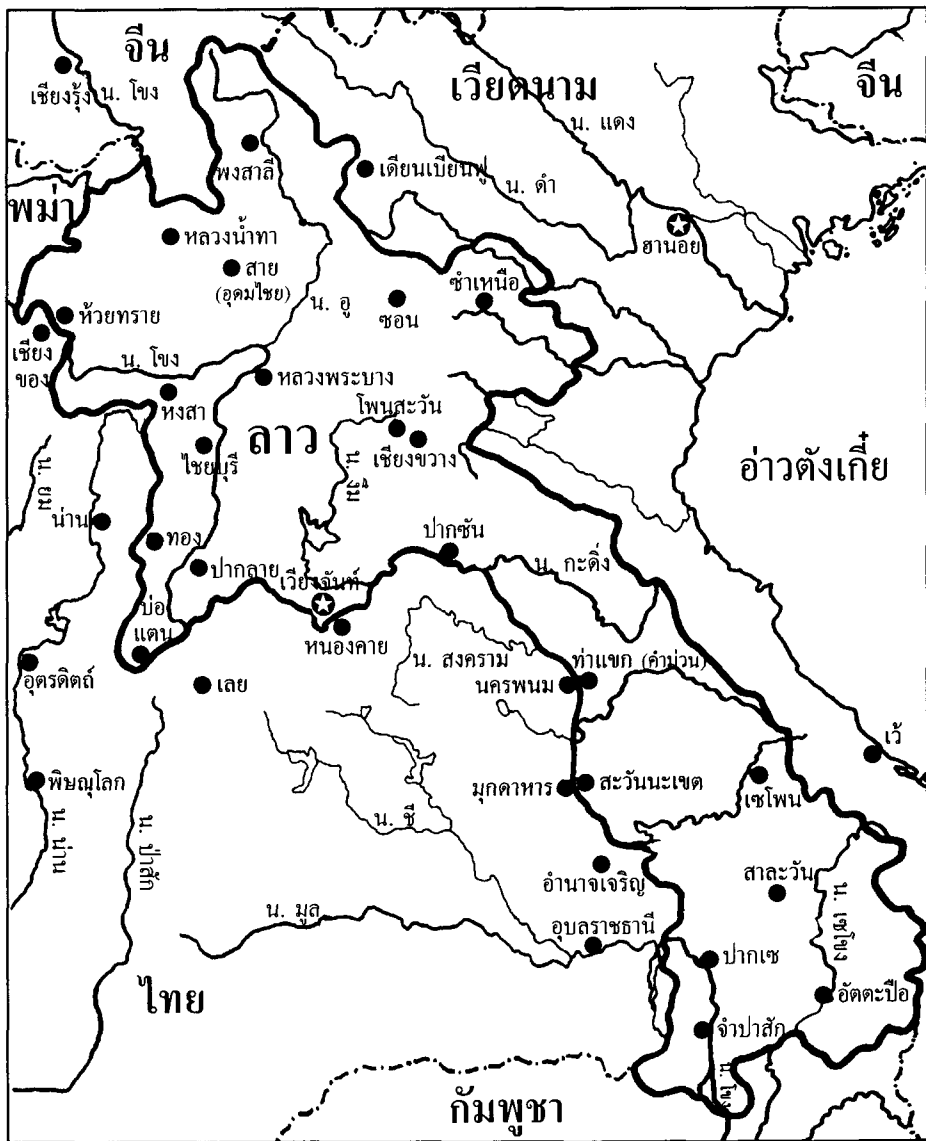 จีน
เชียงรุ้ง
น. โขง
เวียดนาม
จีน
น. แดง
พงสาลี
เดียนเบียนฟู
น. ดำ
พม่า
หลวงน้ำทา
ฮานอย
สาย
(อุดมไชย)
น. อู
ซอน
ซำเหนือ
ห้วยทราย
เชียง
ของ
น. โขง
หลวงพระบาง
หงสา
ลาว
โพนสะวัน
เชียงขวาง
ไชยบุรี
น. งึม
อ่าวตังเกี๋ย
น. ยม
น่าน
ทอง
ปากลาย
เวียงจันท์
ปากซัน
น. กะดิ่ง
บ่อ
แตน
หนองคาย
น. สงคราม
ท่าแขก (คำม่วน)
นครพนม
อุตรดิตถ์
เลย
เว้
พิษณุโลก
มุกดาหาร
สะวันนะเขต
เซโพน
น. ชี
น. น่าน
น. ป่าสัก
อำนาจเจริญ
สาละวัน
น. มูล
อุบลราชธานี
น. เซโขง
ปากเซ
ไทย
อัตตะปือ
จำปาสัก
น. โขง
กัมพูชา